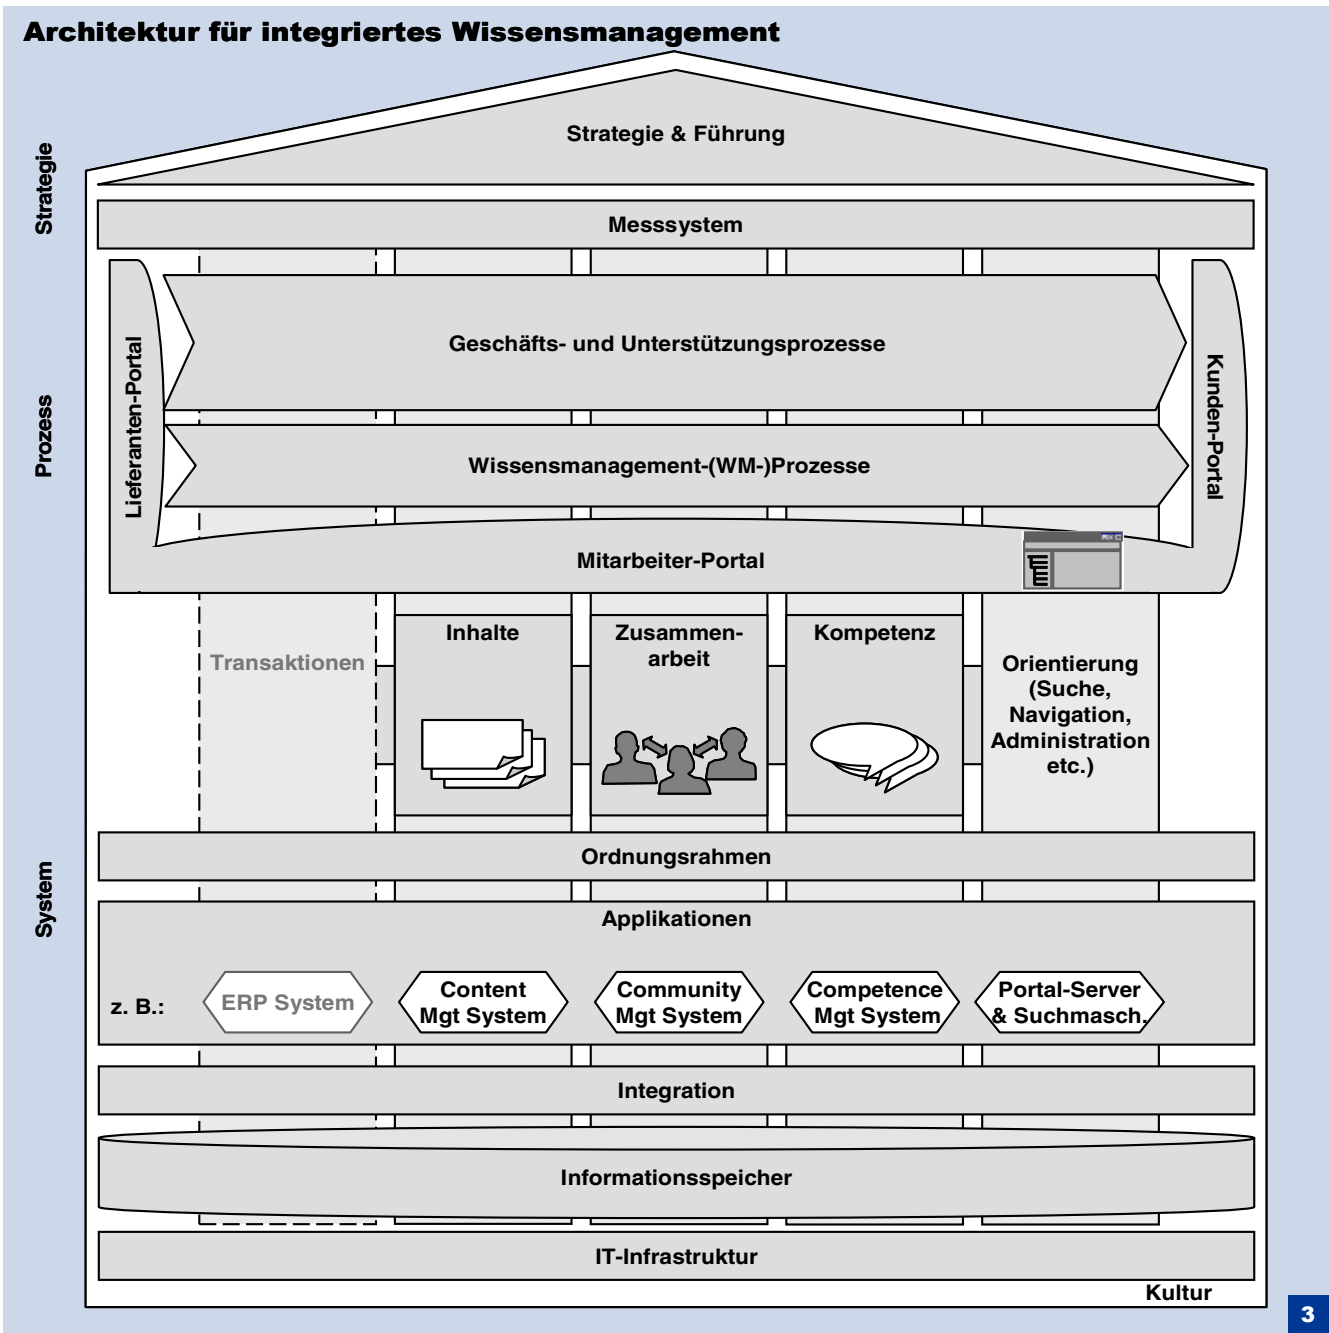 Architektur für integriertes Wissensmanagement
Strategie
Strategie & Führung
Messsystem
Prozess
Lieferanten-Portal
Geschäfts- und Unterstützungsprozesse
Kunden-Portal
Wissensmanagement-(WM-)Prozesse
Mitarbeiter-Portal
System
Transaktionen
Inhalte
Zusammen-
arbeit
Kompetenz
Orientierung
(Suche,
Navigation,
Administration
etc.)
Ordnungsrahmen
Applikationen
z. B.:
ERP System
Content
Mgt System
Community
Mgt System
Competence
Mgt System
Portal-Server
& Suchmasch.
Integration
Informationsspeicher
IT-Infrastruktur
Kultur
3